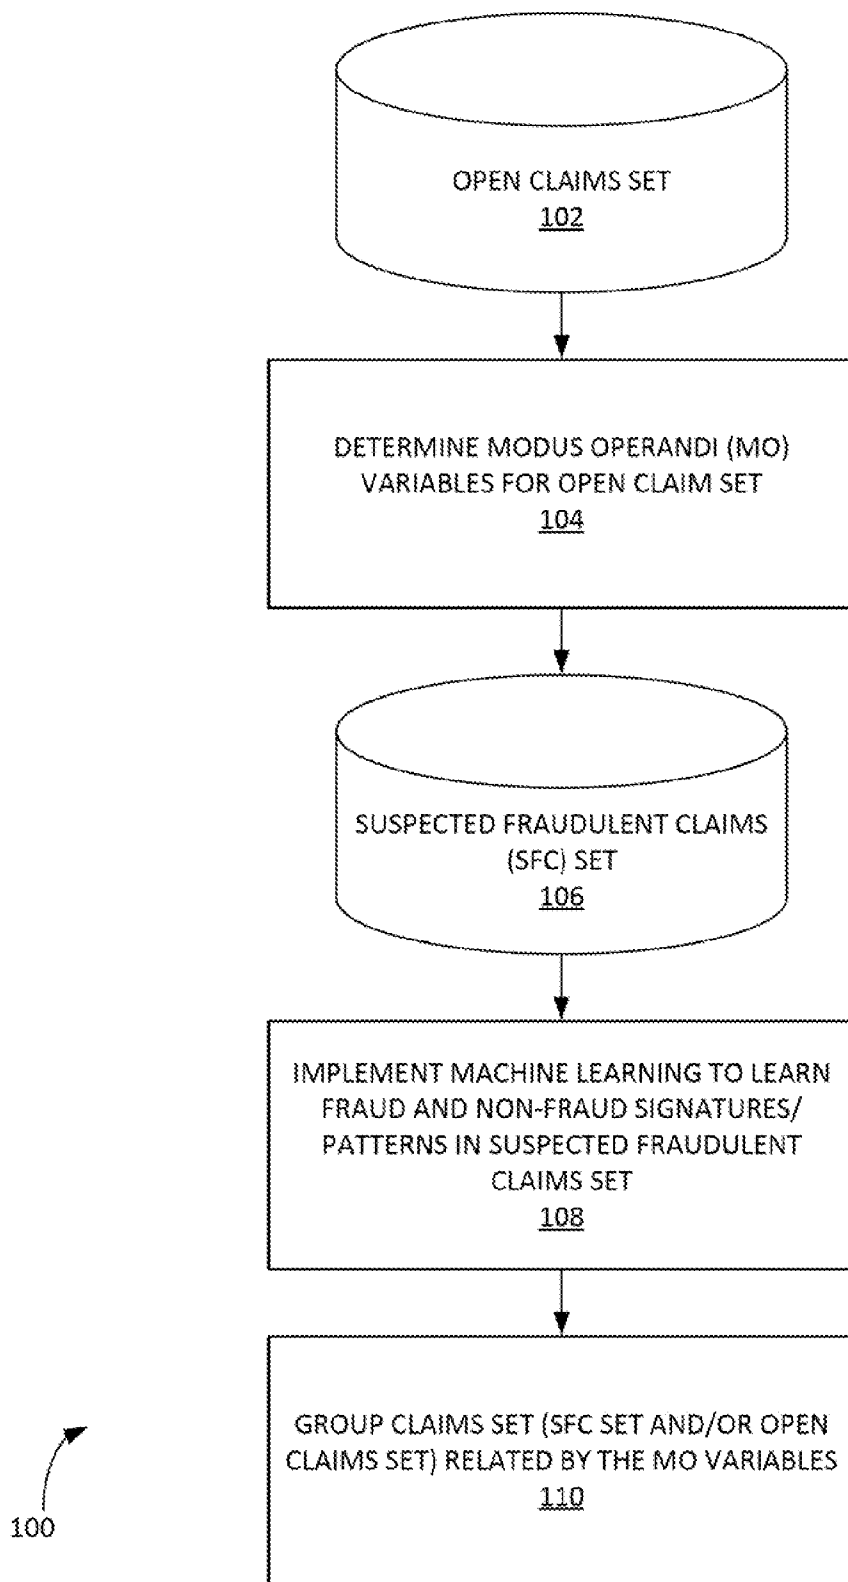 OPEN CLAIMS SET
102
DETERMINE MODUS OPERANDI (MO)
VARIABLES FOR OPEN CLAIM SET
104
SUSPECTED FRAUDULENT CLAIMS
(SFC) SET
106
IMPLEMENT MACHINE LEARNING TO LEARN
FRAUD AND NON-FRAUD SIGNATURES/
PATTERNS IN SUSPECTED FRAUDULENT
CLAIMS SET
108
GROUP CLAIMS SET (SFC SET AND/OR OPEN
CLAIMS SET) RELATED BY THE MO VARIABLES
110
100